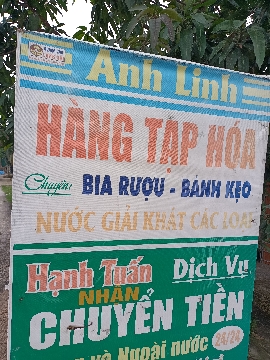 Anh Linh
HÀNG TẠP HÓA
Chuyên: BIA RƯỢU - BÁNH KẸO
NƯỚC GIẢI KHÁT CÁC LOẠI
Hạnh Tuấn Dịch Vụ
NHẬN
CHUYỂN TIỀN
và Ngoài nước 24/24